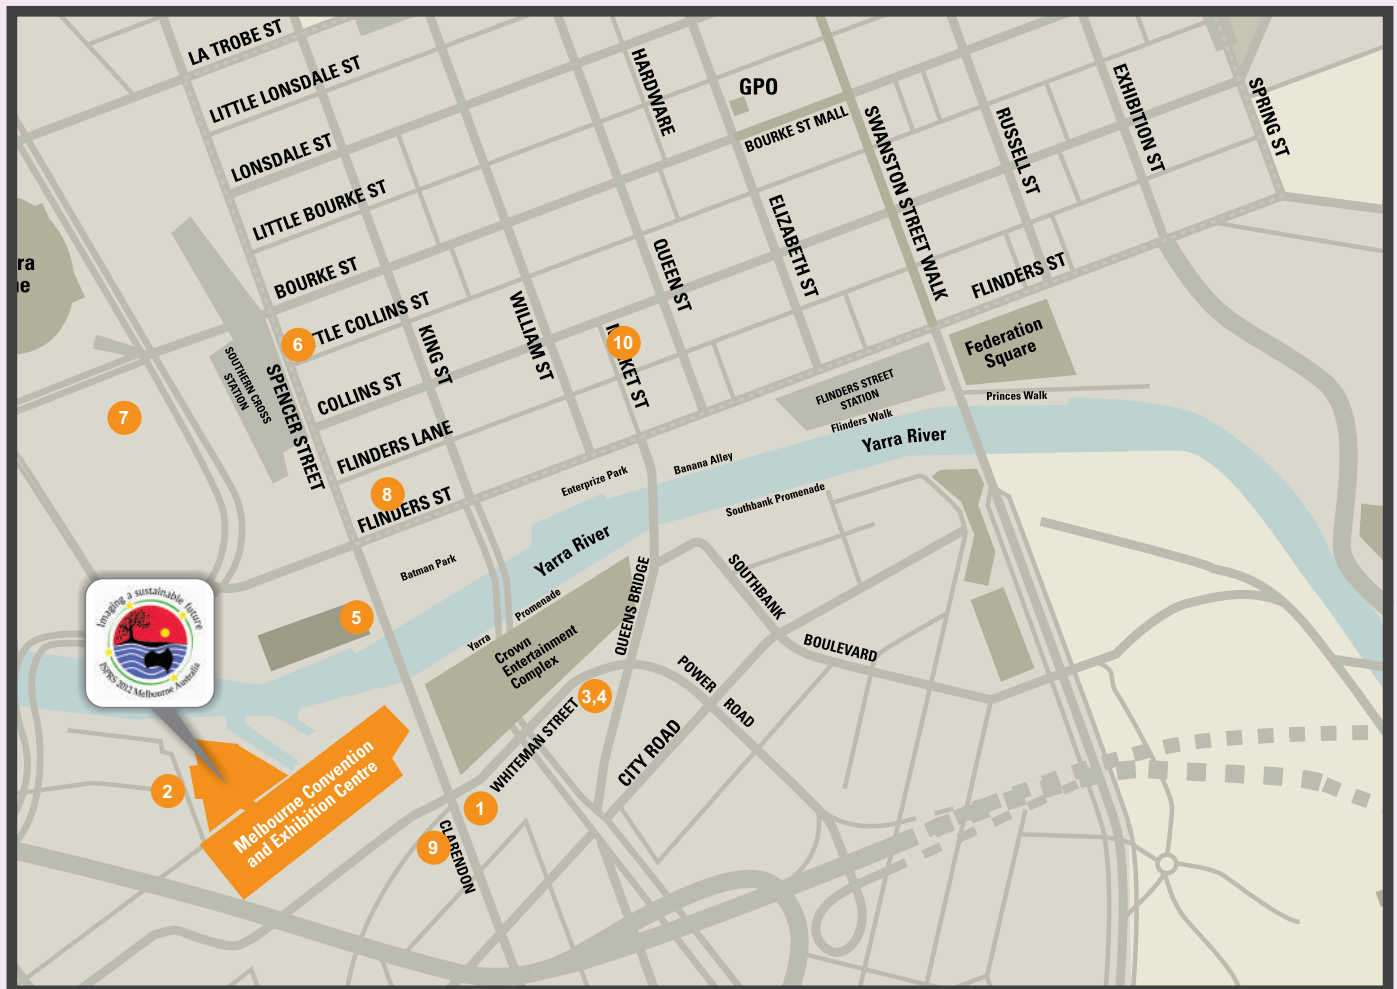 LA TROBE ST
LITTLE LONSDALE ST
LONSDALE ST
LITTLE BOURKE ST
BOURKE ST
TLE COLLINS ST
COLLINS ST
FLINDERS LANE
FLINDERS ST
HARDWARE
GPO
BOURKE ST MALL
SWANSTON STREET WALK
RUSSELL ST
EXHIBITION ST
SPRING ST
ELIZABETH ST
QUEEN ST
WILLIAM ST
KING ST
KET ST
10
FLINDERS ST
Federation
Square
Princes Walk
FLINDERS STREET
STATION
Flinders Walk
Yarra River
Banana Alley
Enterprize Park
Southbank Promenade
ra
ne
6
SOUTHERN CROSS
STATION
SPENCER STREET
7
8
Batman Park
Yarra River
Yarra
Promenade
Crown
Entertainment
Complex
QUEENS BRIDGE
SOUTHBANK
BOULEVARD
POWER
ROAD
CITY ROAD
WHITEMAN STREET
3,4
5
Imaging a sustainable future
ISPRS 2012 Melbourne Australia
2
Melbourne Convention
and Exhibition Centre
1
9
CLARENDON